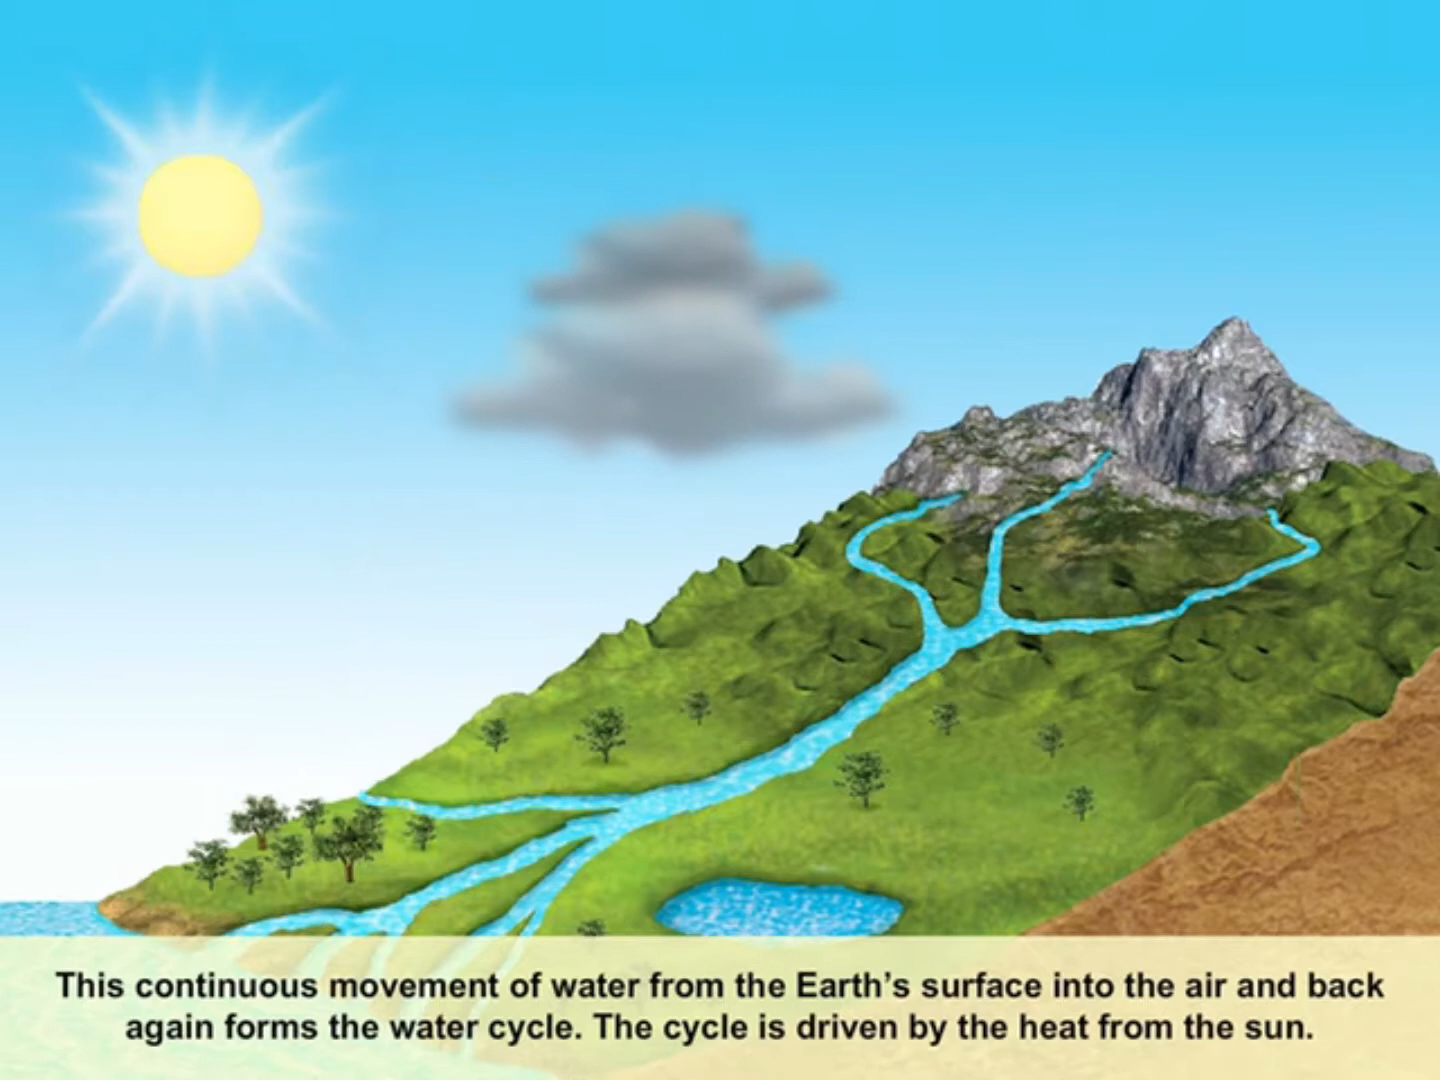 This continuous movement of water from the Earth’s surface into the air and back
again forms the water cycle. The cycle is driven by the heat from the sun.